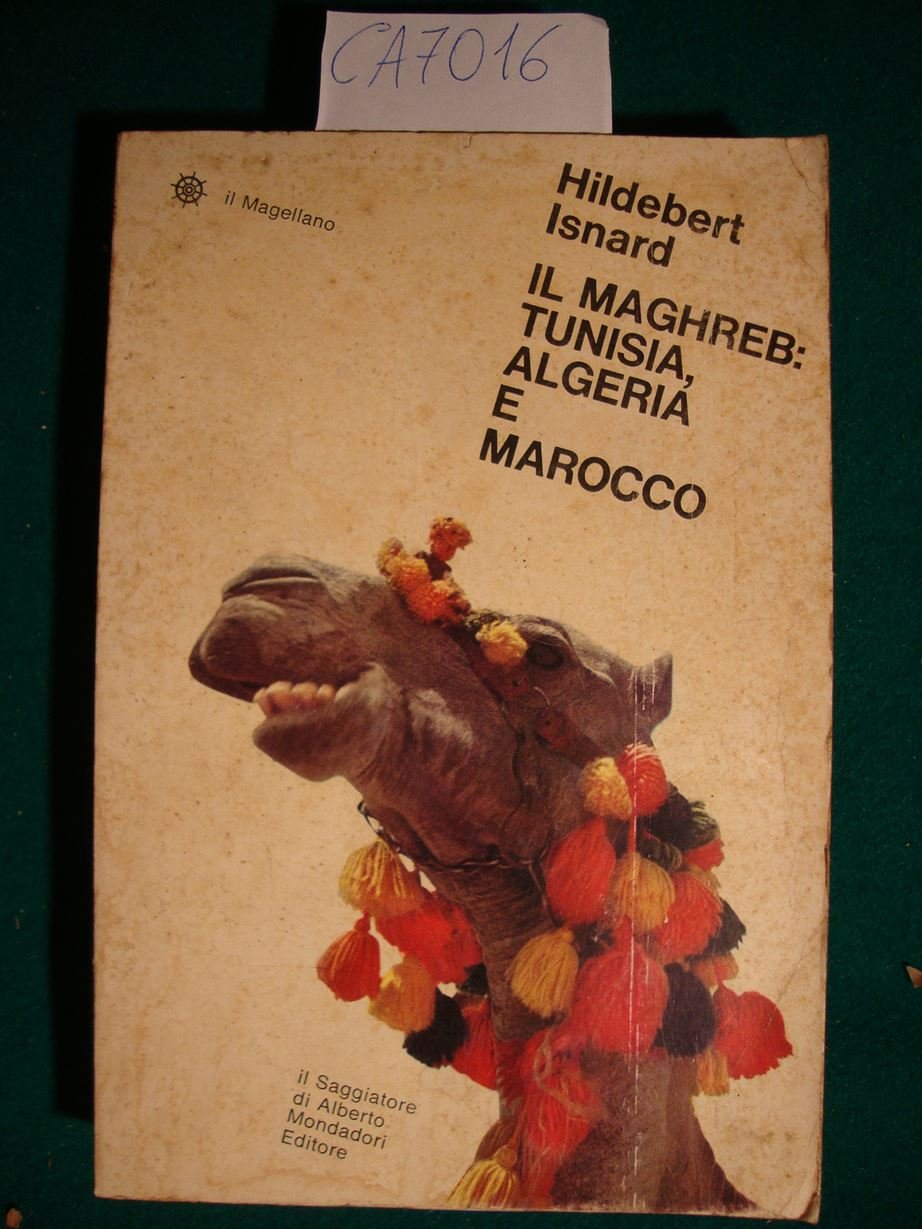 CA7016
il Magellano
Hildebert
Isnard
IL MAGHREB:
TUNISIA,
ALGERIA
E
MAROCCO
il Saggiatore
di Alberto
Mondadori
Editore